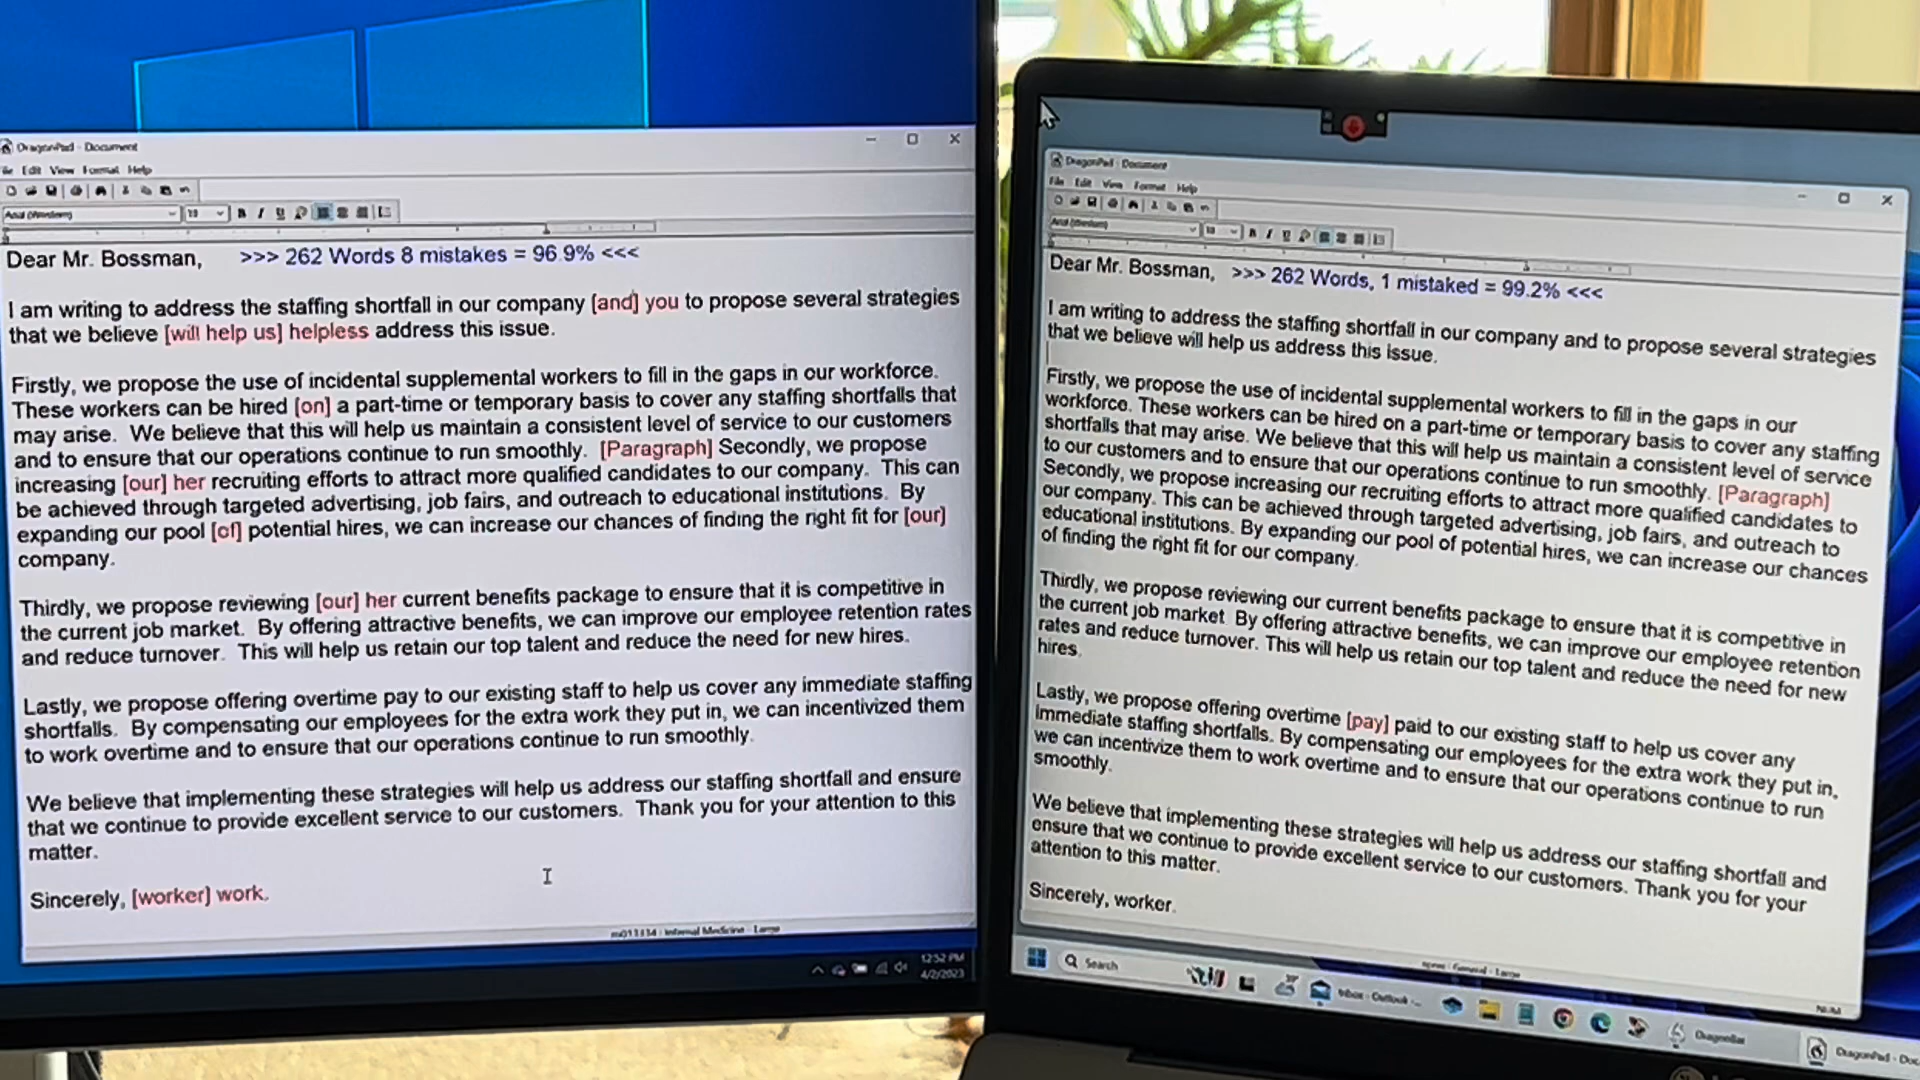 DragonPad - Document
File Edit View Format Help
Dear Mr. Bossman, >>> 262 Words 8 mistakes = 96.9% <<<
I am writing to address the staffing shortfall in our company [and] you to propose several strategies
that we believe [will help us] helpless address this issue.
Firstly, we propose the use of incidental supplemental workers to fill in the gaps in our workforce.
These workers can be hired [on] a part-time or temporary basis to cover any staffing shortfalls that
may arise. We believe that this will help us maintain a consistent level of service to our customers
and to ensure that our operations continue to run smoothly. [Paragraph] Secondly, we propose
increasing [our] her recruiting efforts to attract more qualified candidates to our company. This can
be achieved through targeted advertising, job fairs, and outreach to educational institutions. By
expanding our pool [of] potential hires, we can increase our chances of finding the right fit for [our]
company.
Thirdly, we propose reviewing [our] her current benefits package to ensure that it is competitive in
the current job market. By offering attractive benefits, we can improve our employee retention rates
and reduce turnover. This will help us retain our top talent and reduce the need for new hires.
Lastly, we propose offering overtime pay to our existing staff to help us cover any immediate staffing
shortfalls. By compensating our employees for the extra work they put in, we can incentivized them
to work overtime and to ensure that our operations continue to run smoothly.
We believe that implementing these strategies will help us address our staffing shortfall and ensure
that we continue to provide excellent service to our customers. Thank you for your attention to this
matter.
Sincerely, [worker] work.
Internal Medicine - Large
12:52 PM
4/2/2023
DragonPad - Document
File Edit View Format Help
Dear Mr. Bossman, >>> 262 Words, 1 mistaked = 99.2% <<<
I am writing to address the staffing shortfall in our company and to propose several strategies
that we believe will help us address this issue.
Firstly, we propose the use of incidental supplemental workers to fill in the gaps in our
workforce. These workers can be hired on a part-time or temporary basis to cover any staffing
shortfalls that may arise. We believe that this will help us maintain a consistent level of service
to our customers and to ensure that our operations continue to run smoothly. [Paragraph]
Secondly, we propose increasing our recruiting efforts to attract more qualified candidates to
our company. This can be achieved through targeted advertising, job fairs, and outreach to
educational institutions. By expanding our pool of potential hires, we can increase our chances
of finding the right fit for our company.
Thirdly, we propose reviewing our current benefits package to ensure that it is competitive in
the current job market. By offering attractive benefits, we can improve our employee retention
rates and reduce turnover. This will help us retain our top talent and reduce the need for new
hires.
Lastly, we propose offering overtime [pay] paid to our existing staff to help us cover any
immediate staffing shortfalls. By compensating our employees for the extra work they put in,
we can incentivize them to work overtime and to ensure that our operations continue to run
smoothly.
We believe that implementing these strategies will help us address our staffing shortfall and
ensure that we continue to provide excellent service to our customers. Thank you for your
attention to this matter.
Sincerely, worker.
General - Large
NUM
Search
Inbox - Outlook
DragonBar
DragonPad - Doc